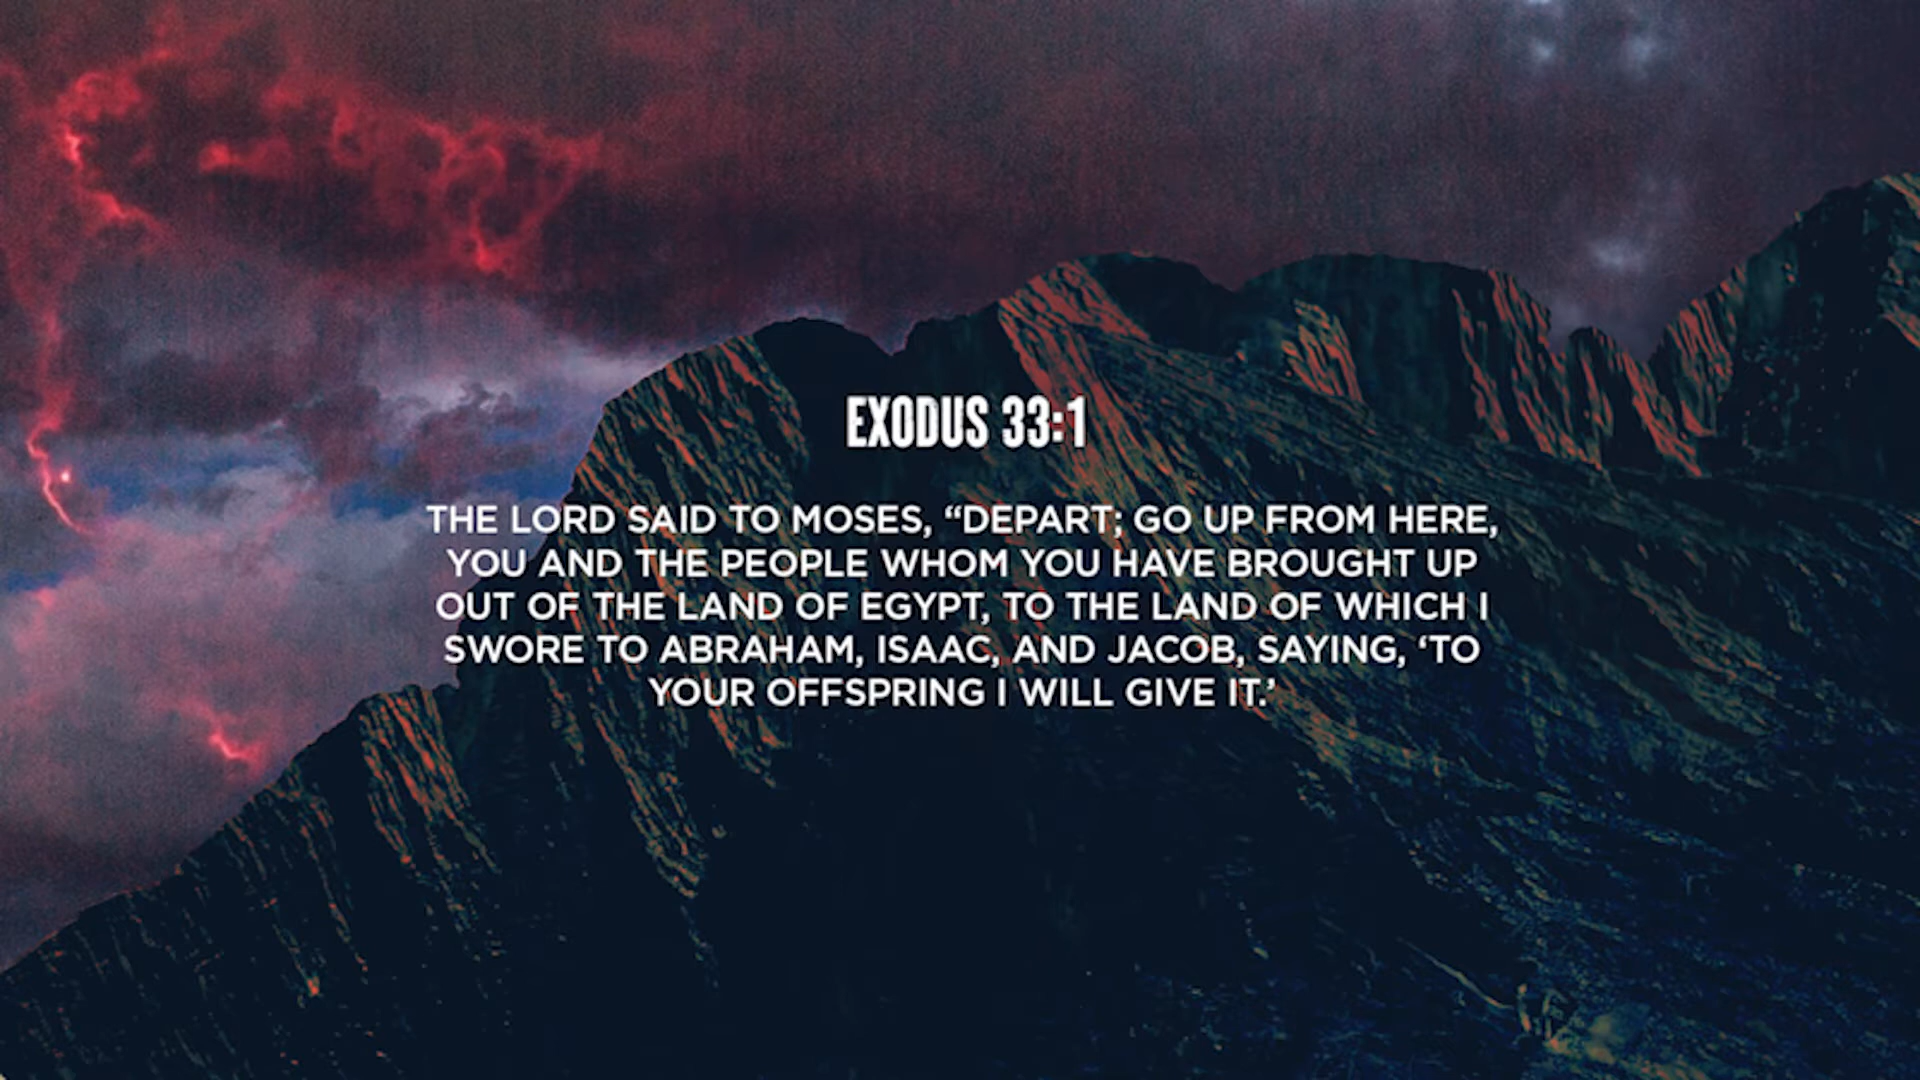 EXODUS 33:1
THE LORD SAID TO MOSES, “DEPART; GO UP FROM HERE,
YOU AND THE PEOPLE WHOM YOU HAVE BROUGHT UP
OUT OF THE LAND OF EGYPT, TO THE LAND OF WHICH I
SWORE TO ABRAHAM, ISAAC, AND JACOB, SAYING, ‘TO
YOUR OFFSPRING I WILL GIVE IT.’